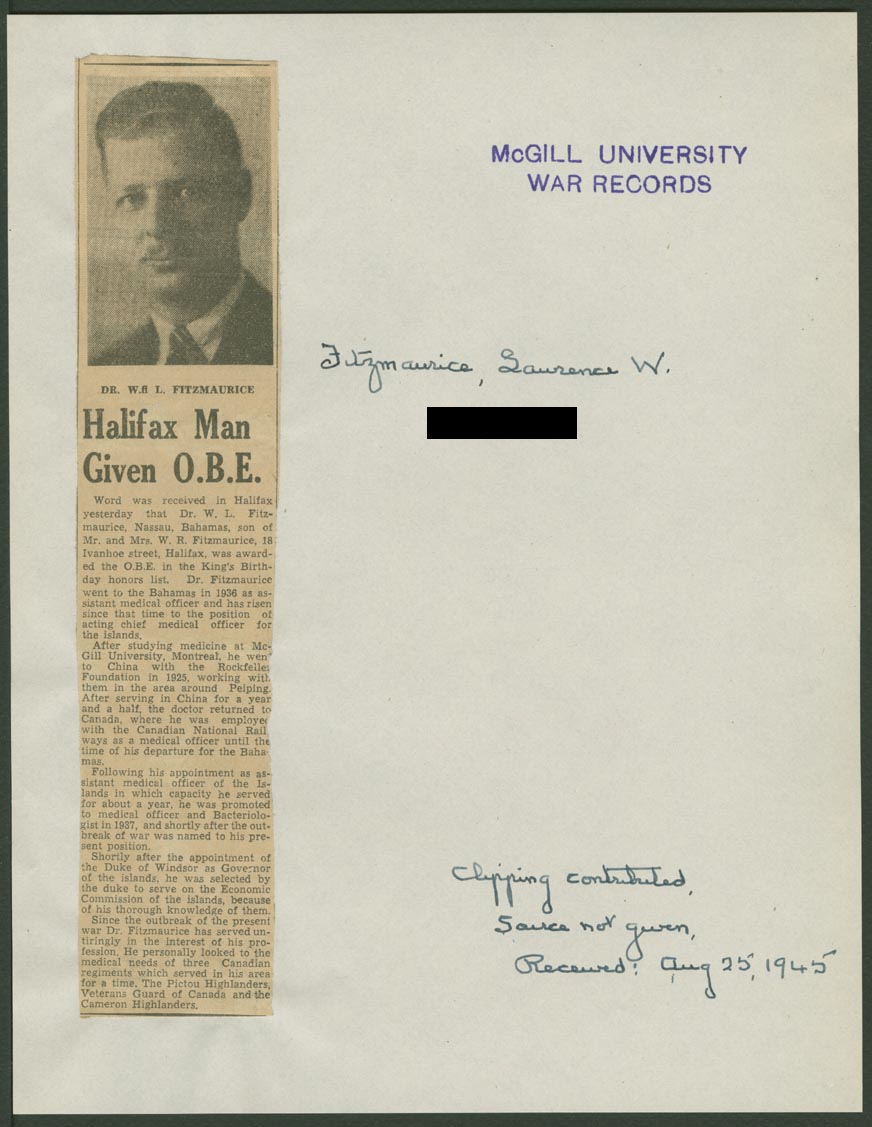 McGILL UNIVERSITY
WAR RECORDS
Fitzmaurice, Laurence W.
DR. W. L. FITZMAURICE
Halifax Man
Given O.B.E.
Word was received in Halifax
yesterday that Dr. W. L. Fitz-
maurice, Nassau, Bahamas, son of
Mr. and Mrs. W. R. Fitzmaurice, 18
Ivanhoe street, Halifax, was award-
ed the O.B.E. in the King's Birth-
day honors list. Dr. Fitzmaurice
went to the Bahamas in 1936 as as-
sistant medical officer and has risen
since that time to the position of
acting chief medical officer for
the islands.
After studying medicine at Mc-
Gill University, Montreal, he wen
to China with the Rockfeller
Foundation in 1925, working with
them in the area around Peiping.
After serving in China for a year
and a half, the doctor returned to
Canada, where he was employed
with the Canadian National Rail
ways as a medical officer until the
time of his departure for the Baha-
mas.
Following his appointment as as-
sistant medical officer of the Is-
lands in which capacity he served
for about a year, he was promoted
to medical officer and Bacteriolo-
gist in 1937, and shortly after the out-
break of war was named to his pre-
sent position.
Shortly after the appointment of
the Duke of Windsor as Governor
of the islands, he was selected by
the duke to serve on the Economic
Commission of the islands, because
of his thorough knowledge of them.
Since the outbreak of the present
war Dr. Fitzmaurice has served un-
tiringly in the interest of his pro-
fession. He personally looked to the
medical needs of three Canadian
regiments which served in his area
for a time, The Pictou Highlanders,
Veterans Guard of Canada and the
Cameron Highlanders.
Clipping contributed,
Source not given,
Received: Aug 25, 1945